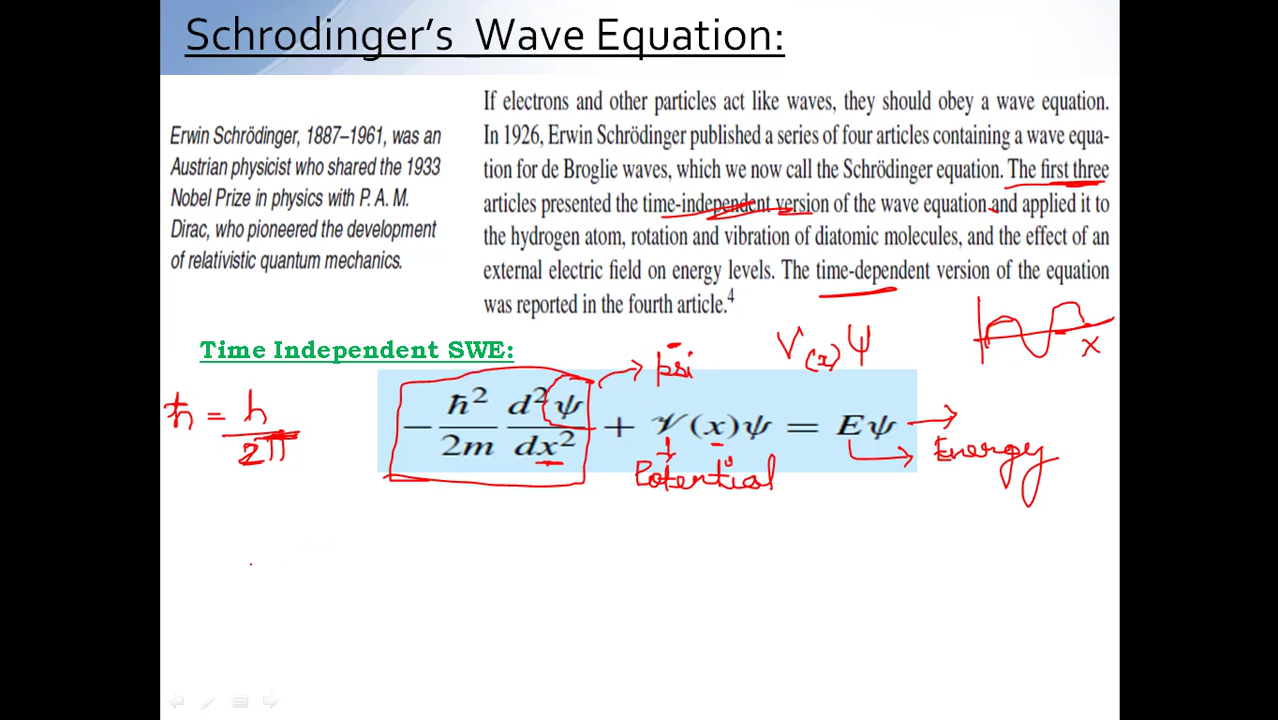 Schrodinger's Wave Equation:
Erwin Schrödinger, 1887–1961, was an
Austrian physicist who shared the 1933
Nobel Prize in physics with P. A. M.
Dirac, who pioneered the development
of relativistic quantum mechanics.
If electrons and other particles act like waves, they should obey a wave equation.
In 1926, Erwin Schrödinger published a series of four articles containing a wave equa-
tion for de Broglie waves, which we now call the Schrödinger equation. The first three
articles presented the time-independent version of the wave equation and applied it to
the hydrogen atom, rotation and vibration of diatomic molecules, and the effect of an
external electric field on energy levels. The time-dependent version of the equation
was reported in the fourth article.4
Time Independent SWE:
V(x) ψ
x
psi
ħ = h / 2π
− ħ² / 2m d²ψ / dx² + 𝒱(x)ψ = Eψ
Potential
Energy